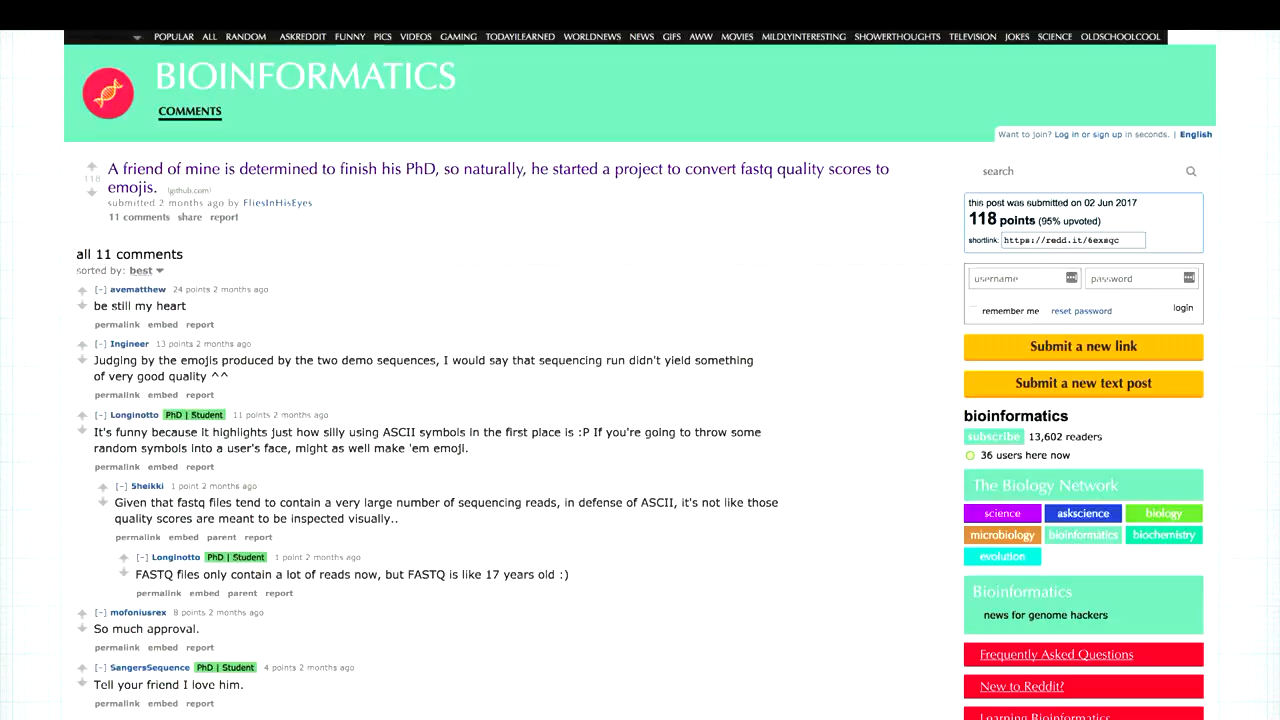 POPULAR ALL RANDOM ASKREDDIT FUNNY PICS VIDEOS GAMING TODAYILEARNED WORLDNEWS NEWS GIFS AWW MOVIES MILDLYINTERESTING SHOWERTHOUGHTS TELEVISION JOKES SCIENCE OLDSCHOOLCOOL
BIOINFORMATICS
COMMENTS
Want to join? Log in or sign up in seconds. | English
118
A friend of mine is determined to finish his PhD, so naturally, he started a project to convert fastq quality scores to
emojis. (github.com)
submitted 2 months ago by FliesInHisEyes
11 comments share report
all 11 comments
sorted by: best
[-] avematthew 24 points 2 months ago
be still my heart
permalink embed report
[-] Ingineer 13 points 2 months ago
Judging by the emojis produced by the two demo sequences, I would say that sequencing run didn't yield something
of very good quality ^^
permalink embed report
[-] Longinotto PhD | Student 11 points 2 months ago
It's funny because it highlights just how silly using ASCII symbols in the first place is :P If you're going to throw some
random symbols into a user's face, might as well make 'em emoji.
permalink embed report
[-] 5heikki 1 point 2 months ago
Given that fastq files tend to contain a very large number of sequencing reads, in defense of ASCII, it's not like those
quality scores are meant to be inspected visually..
permalink embed parent report
[-] Longinotto PhD | Student 1 point 2 months ago
FASTQ files only contain a lot of reads now, but FASTQ is like 17 years old :)
permalink embed parent report
[-] mofoniusrex 8 points 2 months ago
So much approval.
permalink embed report
[-] SangersSequence PhD | Student 4 points 2 months ago
Tell your friend I love him.
permalink embed report
search
this post was submitted on 02 Jun 2017
118 points (95% upvoted)
shortlink: https://redd.it/6exsqc
username password
remember me reset password login
Submit a new link
Submit a new text post
bioinformatics
subscribe 13,602 readers
36 users here now
The Biology Network
science askscience biology
microbiology bioinformatics biochemistry
evolution
Bioinformatics
news for genome hackers
Frequently Asked Questions
New to Reddit?
Learning Bioinformatics